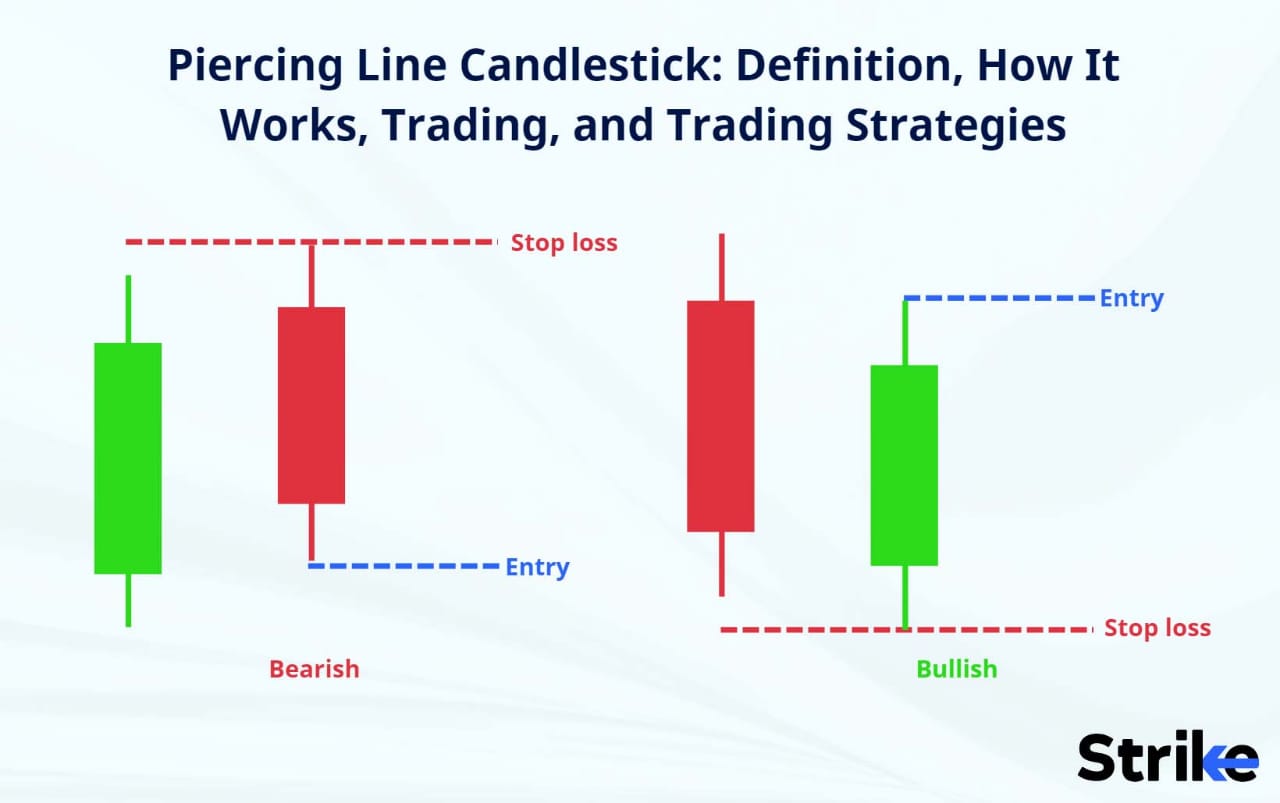 Piercing Line Candlestick: Definition, How It
Works, Trading, and Trading Strategies
Stop loss
Entry
Entry
Stop loss
Bearish
Bullish
Strike